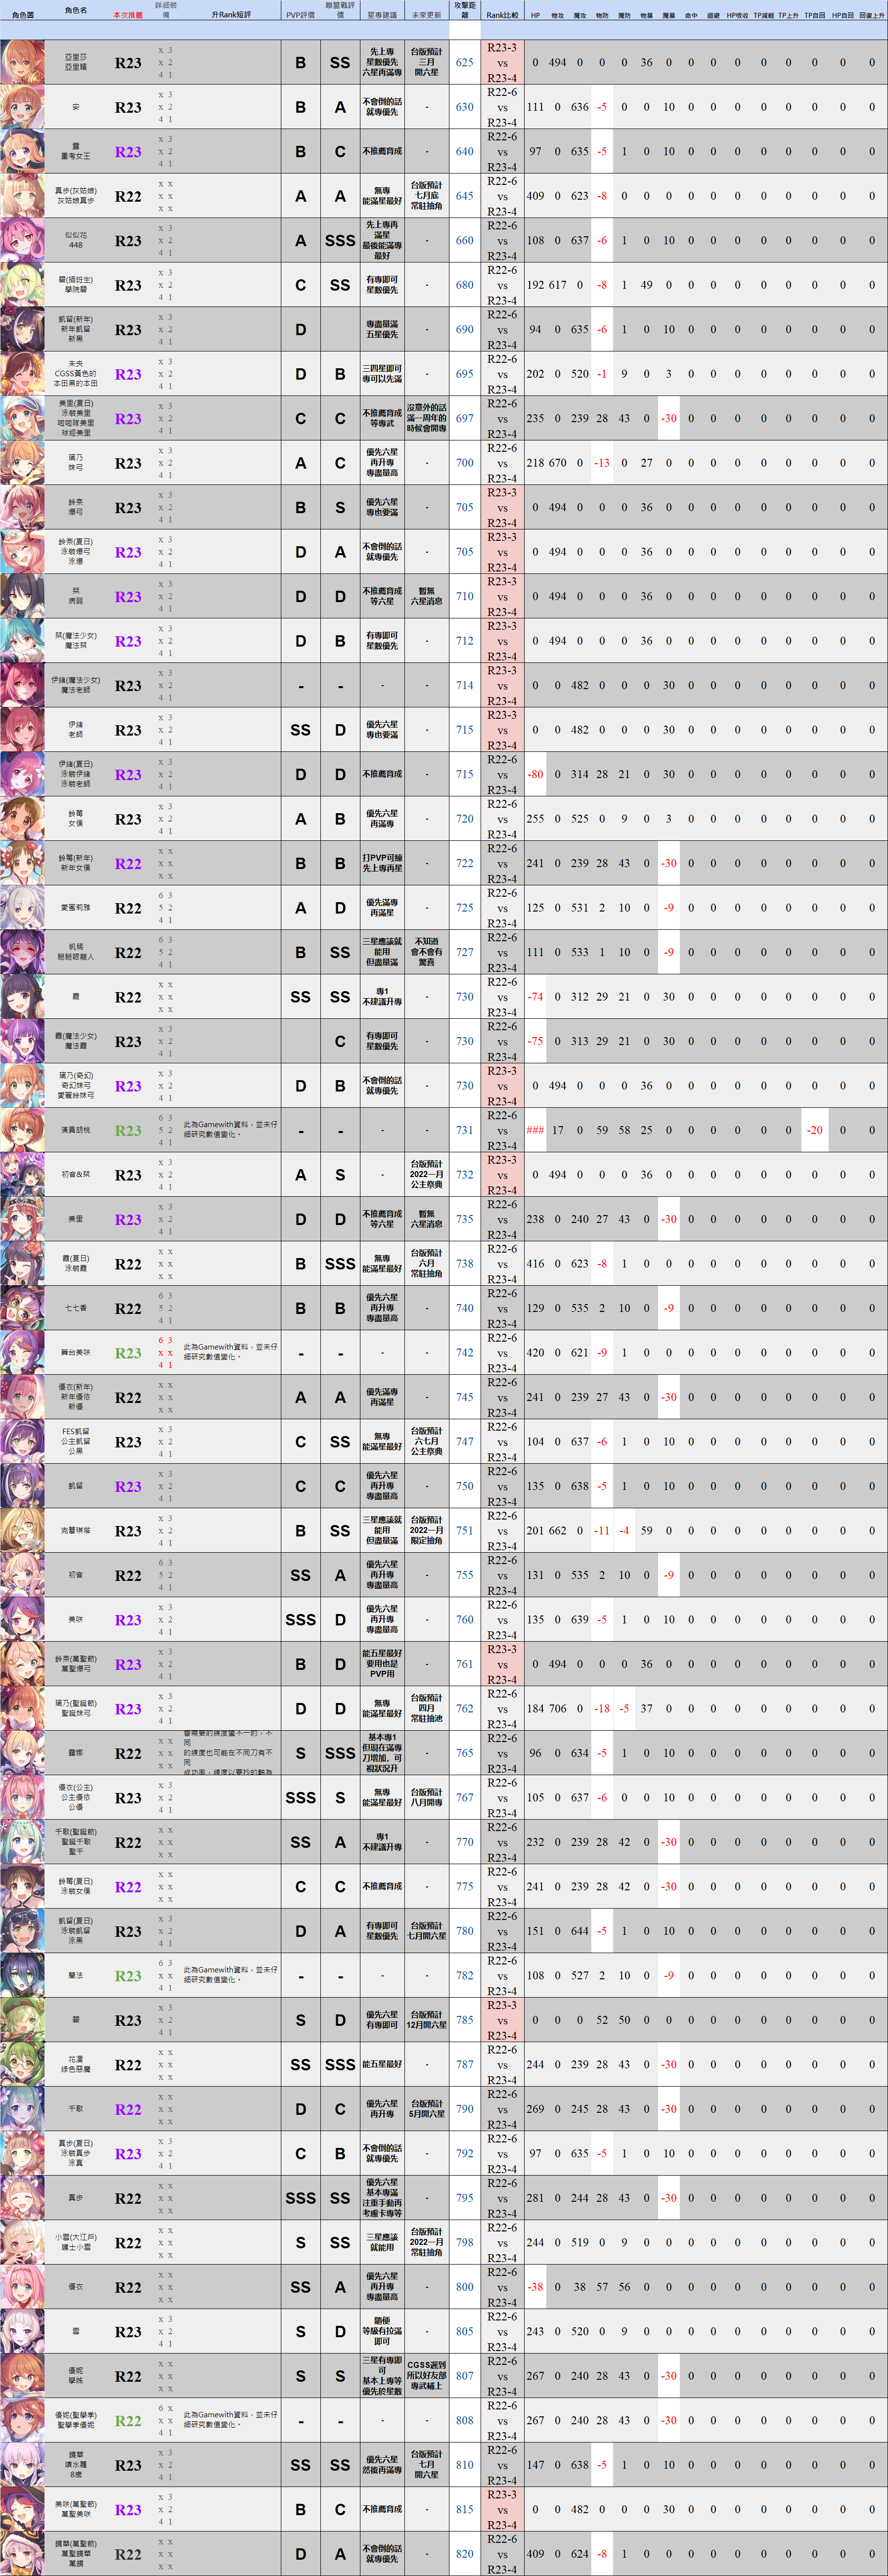 角色圖 角色名 本次推薦 詳細裝備 升Rank短評 PVP評價 聯盟戰評價 星專建議 未來更新 攻擊距離 Rank比較 HP 物攻 魔攻 物防 魔防 物暴 魔暴 命中 迴避 HP吸收 TP減輕 TP上升 TP自回 HP自回 回復上升
亞里莎 亞里膳 R23 x 3 x 2 4 1 B SS 先上專 星數優先 六星再滿專 台版預計 三月 開六星 625 R23-3 vs R23-4 0 494 0 0 0 36 0 0 0 0 0 0 0 0 0
安 R23 x 3 x 2 4 1 B A 不會倒的話 就專優先 - 630 R22-6 vs R23-4 111 0 636 -5 0 0 10 0 0 0 0 0 0 0 0
露 重考女王 R23 x 3 x 2 4 1 B C 不推薦育成 - 640 R22-6 vs R23-4 97 0 635 -5 1 0 10 0 0 0 0 0 0 0 0
真步(灰姑娘) 灰姑娘真步 R22 x x x x x x A A 無專 能滿星最好 台版預計 七月底 常駐抽角 645 R22-6 vs R23-4 409 0 623 -8 0 0 0 0 0 0 0 0 0 0 0
似似花 448 R23 x 3 x 2 4 1 A SSS 先上專再 滿星 最後能滿專 最好 - 660 R22-6 vs R23-4 108 0 637 -6 1 0 10 0 0 0 0 0 0 0 0
碧(插班生) 學院碧 R23 x 3 x 2 4 1 C SS 有專即可 星數優先 - 680 R22-6 vs R23-4 192 617 0 -8 1 49 0 0 0 0 0 0 0 0 0
凱留(新年) 新年凱留 新黑 R23 x 3 x 2 4 1 D 專盡量滿 五星優先 - 690 R22-6 vs R23-4 94 0 635 -6 1 0 10 0 0 0 0 0 0 0 0
未央 CGSS黃色的 本田黑的本田 R23 x 3 x 2 4 1 D B 三四星即可 專可以先滿 - 695 R22-6 vs R23-4 202 0 520 -1 9 0 3 0 0 0 0 0 0 0 0
美里(夏日) 泳裝美里 啦啦隊美里 球經美里 R23 x 3 x 2 4 1 C C 不推薦育成 等專武 沒意外的話 滿一周年的 時候會開專 697 R22-6 vs R23-4 235 0 239 28 43 0 -30 0 0 0 0 0 0 0 0
璃乃 妹弓 R23 x 3 x 2 4 1 A C 優先六星 再升專 專盡量高 - 700 R22-6 vs R23-4 218 670 0 -13 0 27 0 0 0 0 0 0 0 0 0
鈴奈 爆弓 R23 x 3 x 2 4 1 B S 優先六星 專也要滿 - 705 R23-3 vs R23-4 0 494 0 0 0 36 0 0 0 0 0 0 0 0 0
鈴奈(夏日) 泳裝爆弓 泳爆 R23 x 3 x 2 4 1 D A 不會倒的話 就專優先 - 705 R23-3 vs R23-4 0 494 0 0 0 36 0 0 0 0 0 0 0 0 0
栞 病弱 R23 x 3 x 2 4 1 D D 不推薦育成 等六星 暫無 六星消息 710 R23-3 vs R23-4 0 494 0 0 0 36 0 0 0 0 0 0 0 0 0
栞(魔法少女) 魔法栞 R23 x 3 x 2 4 1 D B 有專即可 星數優先 - 712 R23-3 vs R23-4 0 494 0 0 0 36 0 0 0 0 0 0 0 0 0
伊緒(魔法少女) 魔法老師 R23 x 3 x 2 4 1 - - - - 714 R23-3 vs R23-4 0 0 482 0 0 0 30 0 0 0 0 0 0 0 0
伊緒 老師 R23 x 3 x 2 4 1 SS D 優先六星 專也要滿 - 715 R23-3 vs R23-4 0 0 482 0 0 0 30 0 0 0 0 0 0 0 0
伊緒(夏日) 泳裝伊緒 泳裝老師 R23 x 3 x 2 4 1 D D 不推薦育成 - 715 R22-6 vs R23-4 -80 0 314 28 21 0 30 0 0 0 0 0 0 0 0
鈴莓 女僕 R23 x 3 x 2 4 1 A B 優先六星 再滿專 - 720 R22-6 vs R23-4 255 0 525 0 9 0 3 0 0 0 0 0 0 0 0
鈴莓(新年) 新年女僕 R22 x x x x x x B B 打PVP可練 先上專再星 - 722 R22-6 vs R23-4 241 0 239 28 43 0 -30 0 0 0 0 0 0 0 0
愛蜜莉雅 R22 6 3 5 2 4 1 A D 優先滿專 再滿星 - 725 R22-6 vs R23-4 125 0 531 2 10 0 -9 0 0 0 0 0 0 0 0
帆稀 瞇瞇眼龍人 R22 6 3 5 2 4 1 B SS 三星應該就 能用 但盡量滿 不知道 會不會有 驚喜 727 R22-6 vs R23-4 111 0 533 1 10 0 -9 0 0 0 0 0 0 0 0
霞 R22 x x x x x x SS SS 專1 不建議升專 - 730 R22-6 vs R23-4 -74 0 312 29 21 0 30 0 0 0 0 0 0 0 0
霞(魔法少女) 魔法霞 R23 x 3 x 2 4 1 C 有專即可 星數優先 - 730 R22-6 vs R23-4 -75 0 313 29 21 0 30 0 0 0 0 0 0 0 0
璃乃(奇幻) 奇幻妹弓 愛麗絲妹弓 R23 x 3 x 2 4 1 D B 不會倒的話 就專優先 - 730 R23-3 vs R23-4 0 494 0 0 0 36 0 0 0 0 0 0 0 0 0
演員胡桃 R23 6 3 5 2 4 1 此為Gamewith資料，並未仔細研究數值變化。 - - - - 731 R22-6 vs R23-4 ### 17 0 59 58 25 0 0 0 0 0 0 -20 0 0
初音&栞 R23 x 3 x 2 4 1 A S - 台版預計 2022一月 公主祭典 732 R23-3 vs R23-4 0 494 0 0 0 36 0 0 0 0 0 0 0 0 0
美里 R23 x 3 x 2 4 1 D D 不推薦育成 等六星 暫無 六星消息 735 R22-6 vs R23-4 238 0 240 27 43 0 -30 0 0 0 0 0 0 0 0
霞(夏日) 泳裝霞 R22 x x x x x x B SSS 無專 能滿星最好 台版預計 六月 常駐抽角 738 R22-6 vs R23-4 416 0 623 -8 1 0 0 0 0 0 0 0 0 0 0
七七香 R22 6 3 5 2 4 1 B B 優先六星 再升專 專盡量高 - 740 R22-6 vs R23-4 129 0 535 2 10 0 -9 0 0 0 0 0 0 0 0
舞台美咲 R23 6 3 x x 4 1 此為Gamewith資料，並未仔細研究數值變化。 - - - - 742 R22-6 vs R23-4 420 0 621 -9 1 0 0 0 0 0 0 0 0 0 0
優衣(新年) 新年優依 新優 R22 x x x x x x A A 優先滿專 再滿星 - 745 R22-6 vs R23-4 241 0 239 27 43 0 -30 0 0 0 0 0 0 0 0
FES凱留 公主凱留 公黑 R23 x 3 x 2 4 1 C SS 無專 能滿星最好 台版預計 六七月 公主祭典 747 R22-6 vs R23-4 104 0 637 -6 1 0 10 0 0 0 0 0 0 0 0
凱留 R23 x 3 x 2 4 1 C C 優先六星 再升專 專盡量高 - 750 R22-6 vs R23-4 135 0 638 -5 1 0 10 0 0 0 0 0 0 0 0
克蕾琪塔 R23 x 3 x 2 4 1 B SS 三星應該就 能用 但盡量滿 台版預計 2022一月 限定抽角 751 R22-6 vs R23-4 201 662 0 -11 -4 59 0 0 0 0 0 0 0 0 0
初音 R22 6 3 5 2 4 1 SS A 優先六星 再升專 專盡量高 - 755 R22-6 vs R23-4 131 0 535 2 10 0 -9 0 0 0 0 0 0 0 0
美咲 R23 x 3 x 2 4 1 SSS D 優先六星 再升專 專盡量高 - 760 R22-6 vs R23-4 135 0 639 -5 1 0 10 0 0 0 0 0 0 0 0
鈴奈(萬聖節) 萬聖爆弓 R23 x 3 x 2 4 1 B D 能五星最好 要用也是 PVP用 - 761 R23-3 vs R23-4 0 494 0 0 0 36 0 0 0 0 0 0 0 0 0
璃乃(聖誕節) 聖誕妹弓 R23 x 3 x 2 4 1 D D 無專 能滿星最好 台版預計 四月 常駐抽池 762 R22-6 vs R23-4 184 706 0 -18 -5 37 0 0 0 0 0 0 0 0 0
露娜 R22 x x x x x x 的練度也可能在不同刀有不同 S SSS 基本專1 但現在滿專 刀增加，可 視狀況升 - 765 R22-6 vs R23-4 96 0 634 -5 1 0 10 0 0 0 0 0 0 0 0
優衣(公主) 公主優依 公優 R23 x 3 x 2 4 1 SSS S 無專 能滿星最好 台版預計 八月開專 767 R22-6 vs R23-4 105 0 637 -6 0 0 10 0 0 0 0 0 0 0 0
千歌(聖誕節) 聖誕千歌 聖千 R22 x x x x x x SS A 專1 不建議升專 - 770 R22-6 vs R23-4 232 0 239 28 42 0 -30 0 0 0 0 0 0 0 0
鈴莓(夏日) 泳裝女僕 R22 x x x x x x C C 不推薦育成 - 775 R22-6 vs R23-4 241 0 239 28 42 0 -30 0 0 0 0 0 0 0 0
凱留(夏日) 泳裝凱留 泳黑 R23 x 3 x 2 4 1 D A 有專即可 星數優先 台版預計 七月開六星 780 R22-6 vs R23-4 151 0 644 -5 1 0 10 0 0 0 0 0 0 0 0
蘭法 R23 6 3 x x 4 1 此為Gamewith資料，並未仔細研究數值變化。 - - - - 782 R22-6 vs R23-4 108 0 527 2 10 0 -9 0 0 0 0 0 0 0 0
碧 R23 x 3 x 2 4 1 S D 優先六星 有專即可 台版預計 12月開六星 785 R23-3 vs R23-4 0 0 0 52 50 0 0 0 0 0 0 0 0 0 0
花凜 綠色惡魔 R22 x x x x x x SS SSS 能五星最好 - 787 R22-6 vs R23-4 244 0 239 28 43 0 -30 0 0 0 0 0 0 0 0
千歌 R22 x x x x x x D C 優先六星 再升專 台版預計 5月開六星 790 R22-6 vs R23-4 269 0 245 28 43 0 -30 0 0 0 0 0 0 0 0
真步(夏日) 泳裝真步 泳真 R23 x 3 x 2 4 1 C B 不會倒的話 就專優先 - 792 R22-6 vs R23-4 97 0 635 -5 1 0 10 0 0 0 0 0 0 0 0
真步 R22 x x x x x x SSS SS 優先六星 基本專滿 注重手動再 考慮卡專等 - 795 R22-6 vs R23-4 281 0 244 28 43 0 -30 0 0 0 0 0 0 0 0
小雪(大江戶) 護士小雪 R22 x x x x x x S SS 三星應該 就能用 台版預計 2022一月 常駐抽角 798 R22-6 vs R23-4 244 0 519 0 9 0 0 0 0 0 0 0 0 0 0
優衣 R22 x x x x x x SS A 優先六星 再升專 專盡量高 - 800 R22-6 vs R23-4 -38 0 38 57 56 0 0 0 0 0 0 0 0 0 0
雪 R23 x 3 x 2 4 1 S D 隨便 等級有拉滿 即可 - 805 R22-6 vs R23-4 243 0 520 0 9 0 0 0 0 0 0 0 0 0 0
優妮 學姊 R22 x x x x x x S S 三星有專即 可 基本上專等 優先於星數 CGSS遲到 所以好友部 專武補上 807 R22-6 vs R23-4 267 0 240 28 43 0 -30 0 0 0 0 0 0 0 0
優妮(聖學季) 聖學季優妮 R22 6 x x x x x 此為Gamewith資料，並未仔細研究數值變化。 - - - - 808 R22-6 vs R23-4 267 0 240 28 43 0 -30 0 0 0 0 0 0 0 0
鏡華 噴水蘿 8歲 R23 x 3 x 2 4 1 SS SS 優先六星 然後再滿專 台版預計 七月 開六星 810 R22-6 vs R23-4 147 0 638 -5 1 0 10 0 0 0 0 0 0 0 0
美咲(萬聖節) 萬聖美咲 R23 x 3 x 2 4 1 B C 不推薦育成 - 815 R23-3 vs R23-4 0 0 482 0 0 0 30 0 0 0 0 0 0 0 0
鏡華(萬聖節) 萬聖鏡華 萬鏡 R22 x x x x x x D A 不會倒的話 就專優先 - 820 R22-6 vs R23-4 409 0 624 -8 1 0 0 0 0 0 0 0 0 0 0